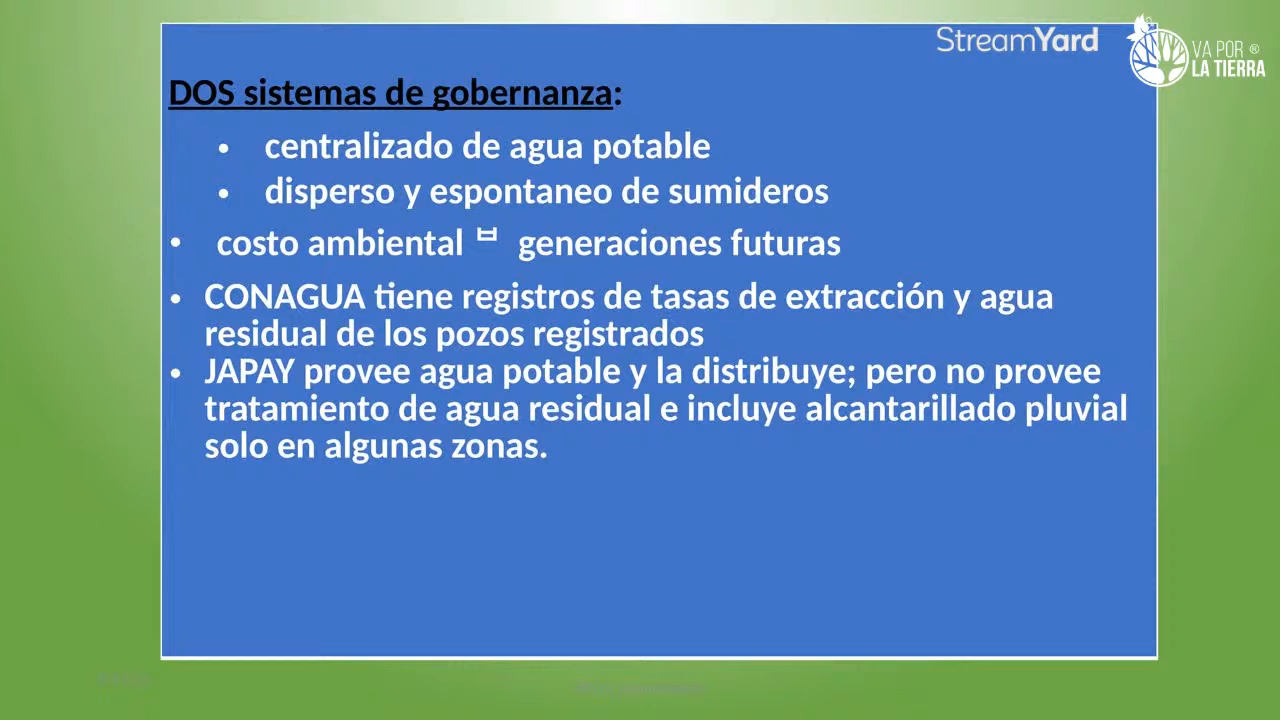 StreamYard
VA POR ®
LA TIERRA
DOS sistemas de gobernanza:
• centralizado de agua potable
• disperso y espontaneo de sumideros
• costo ambiental generaciones futuras
• CONAGUA tiene registros de tasas de extracción y agua
residual de los pozos registrados
• JAPAY provee agua potable y la distribuye; pero no provee
tratamiento de agua residual e incluye alcantarillado pluvial
solo en algunas zonas.